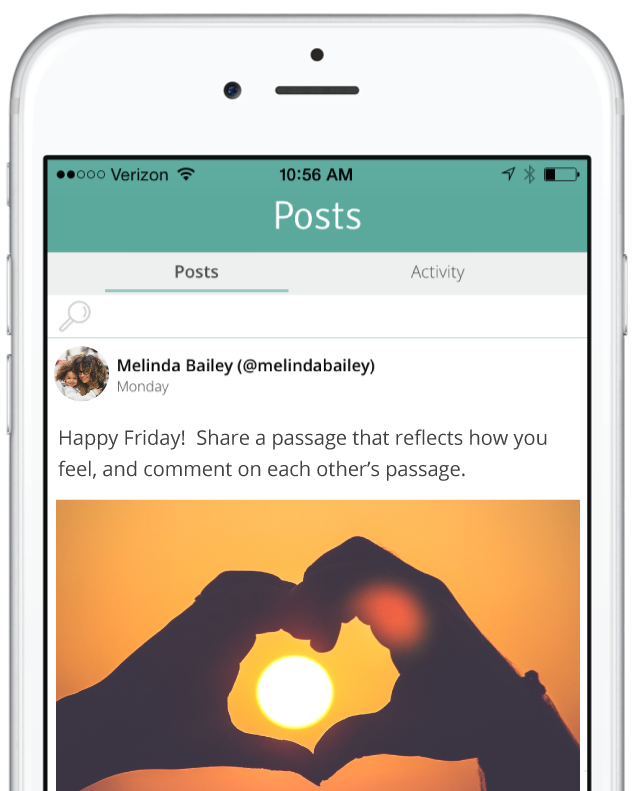 Verizon 10:56 AM
Posts
Posts Activity
Melinda Bailey (@melindabailey)
Monday
Happy Friday!  Share a passage that reflects how you
feel, and comment on each other’s passage.